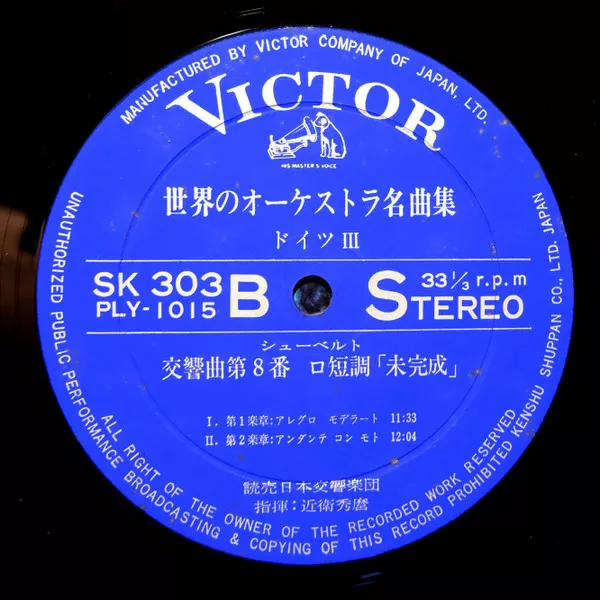 MANUFACTURED BY VICTOR COMPANY OF JAPAN, LTD.
VICTOR
HIS MASTER'S VOICE
世界のオーケストラ名曲集
ドイツ III
SK 303
PLY-1015
B
STEREO
33 1/3 r.p.m
シューベルト
交響曲第8番 ロ短調「未完成」
I. 第1楽章:アレグロ モデラート 11:33
II. 第2楽章:アンダンテ コン モト 12:04
読売日本交響楽団
指揮:近衛秀麿
UNAUTHORIZED PUBLIC PERFORMANCE BROADCASTING & COPYING OF THIS RECORD PROHIBITED KENSHU SHUPPAN CO., LTD. JAPAN
ALL RIGHT OF THE OWNER OF THE RECORDED WORK RESERVED